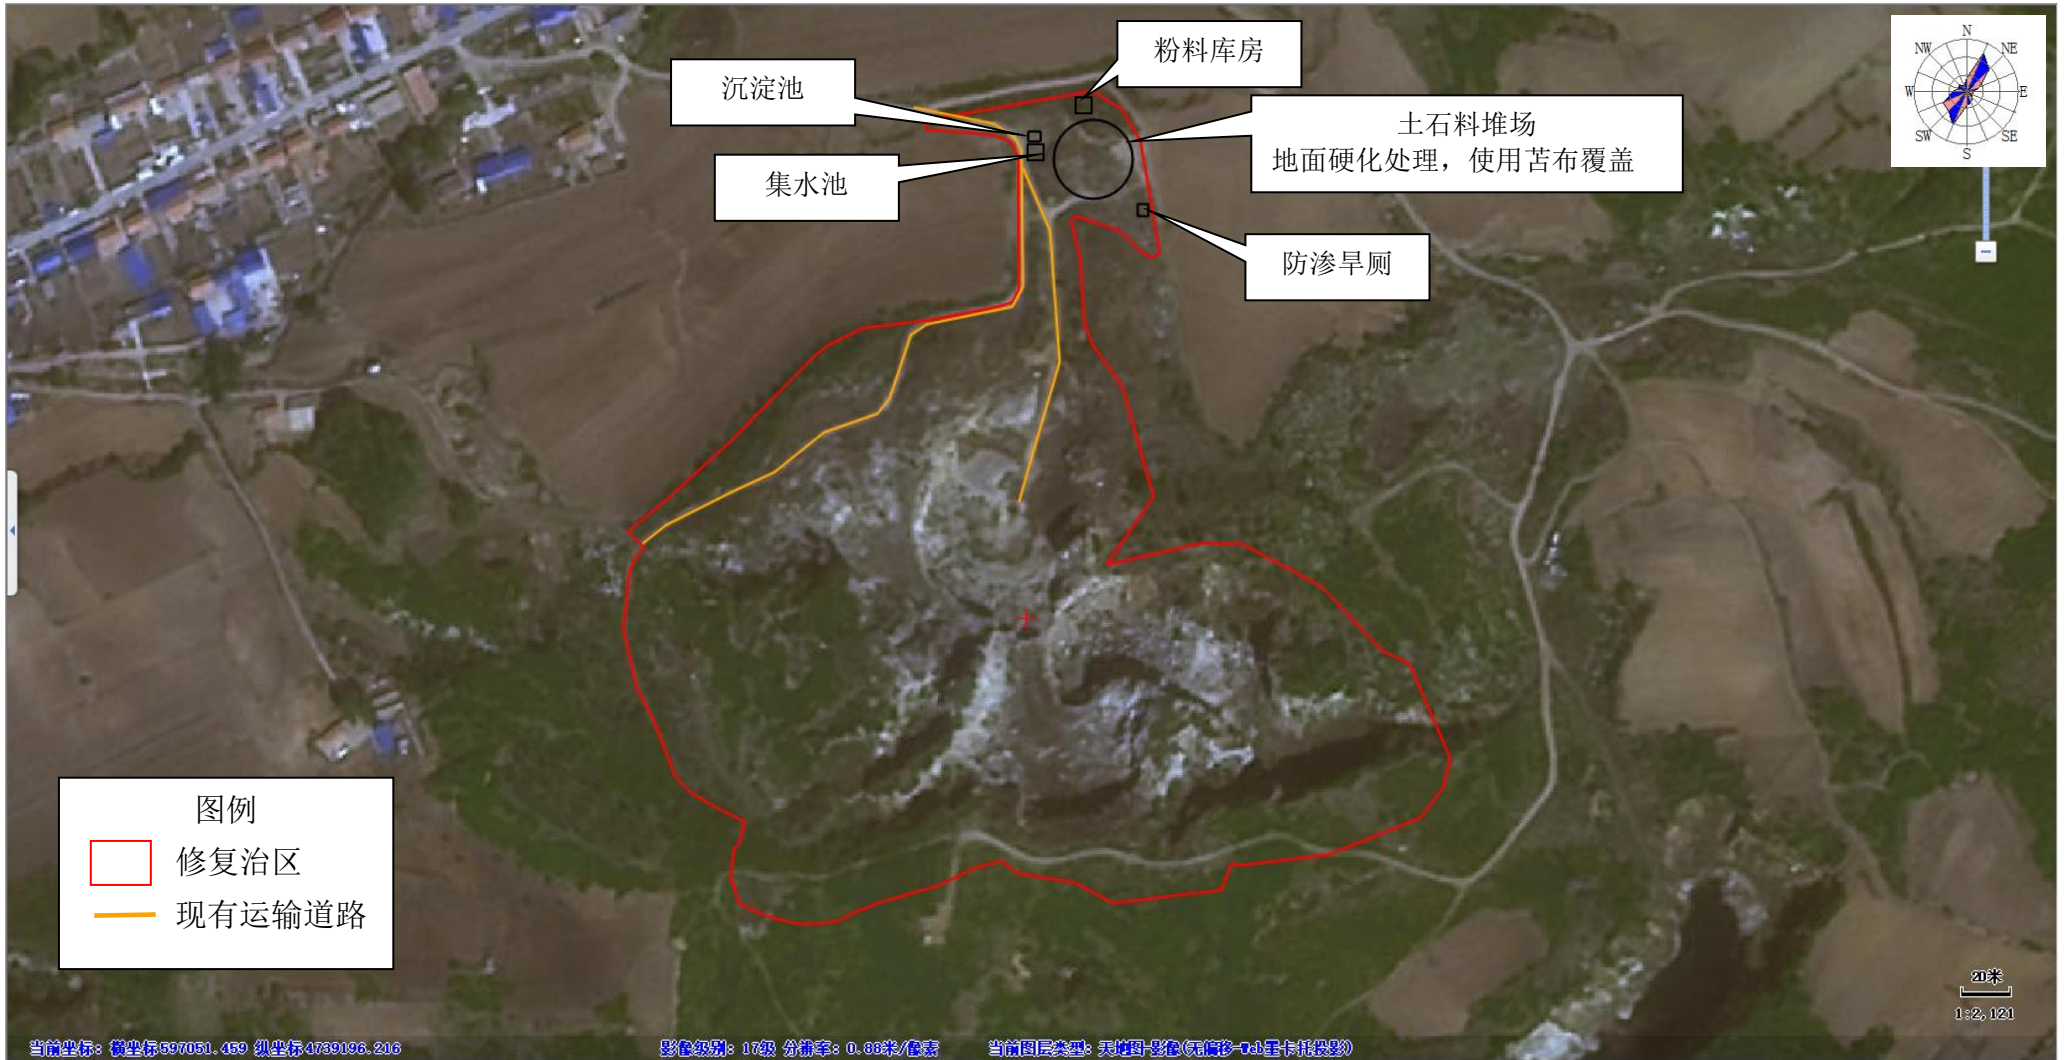 粉料库房
沉淀池
土石料堆场
地面硬化处理，使用苫布覆盖
集水池
防渗旱厕
N
NW
NE
W
E
SW
SE
S
图例
修复治区
现有运输道路
20米
1:2,121
当前坐标：横坐标597051.459 纵坐标4739196.216
影像级别：17级 分辨率：0.88米/像素
当前图层类型：天地图-影像(无偏移-Web墨卡托投影)